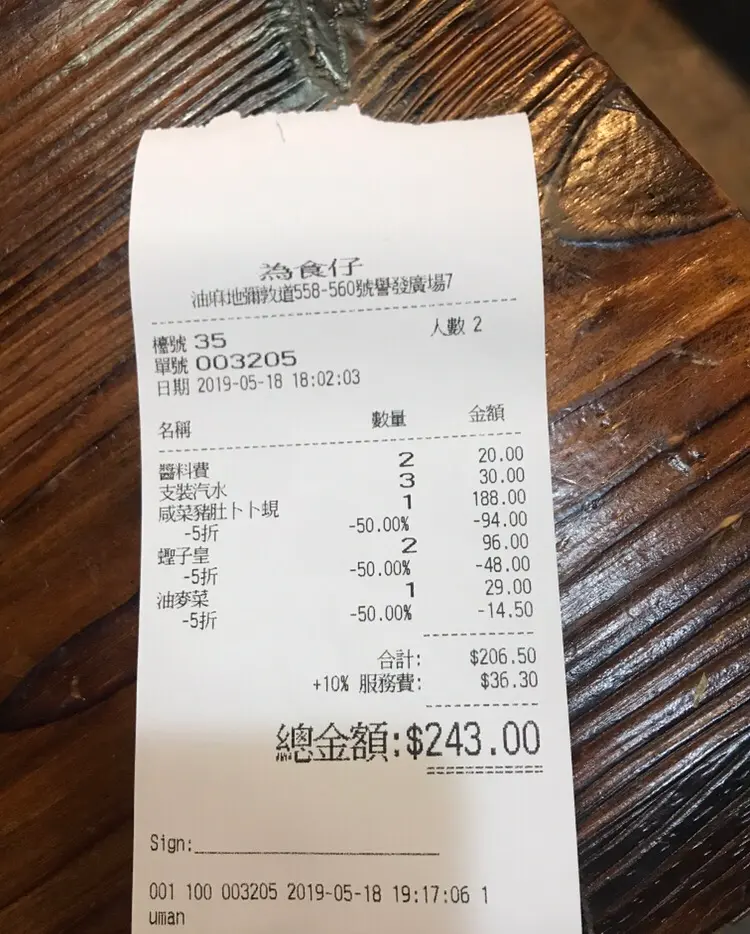 為食仔
油麻地彌敦道558-560號譽發廣場7
檯號 35 人數 2
單號 003205
日期 2019-05-18 18:02:03
名稱 數量 金額
醬料費 2 20.00
支裝汽水 3 30.00
咸菜豬肚卜卜蜆 1 188.00
-5折 -50.00% -94.00
蟶子皇 2 96.00
-5折 -50.00% -48.00
油麥菜 1 29.00
-5折 -50.00% -14.50
合計: $206.50
+10% 服務費: $36.30
總金額:$243.00
Sign:
001 100 003205 2019-05-18 19:17:06 1
uman